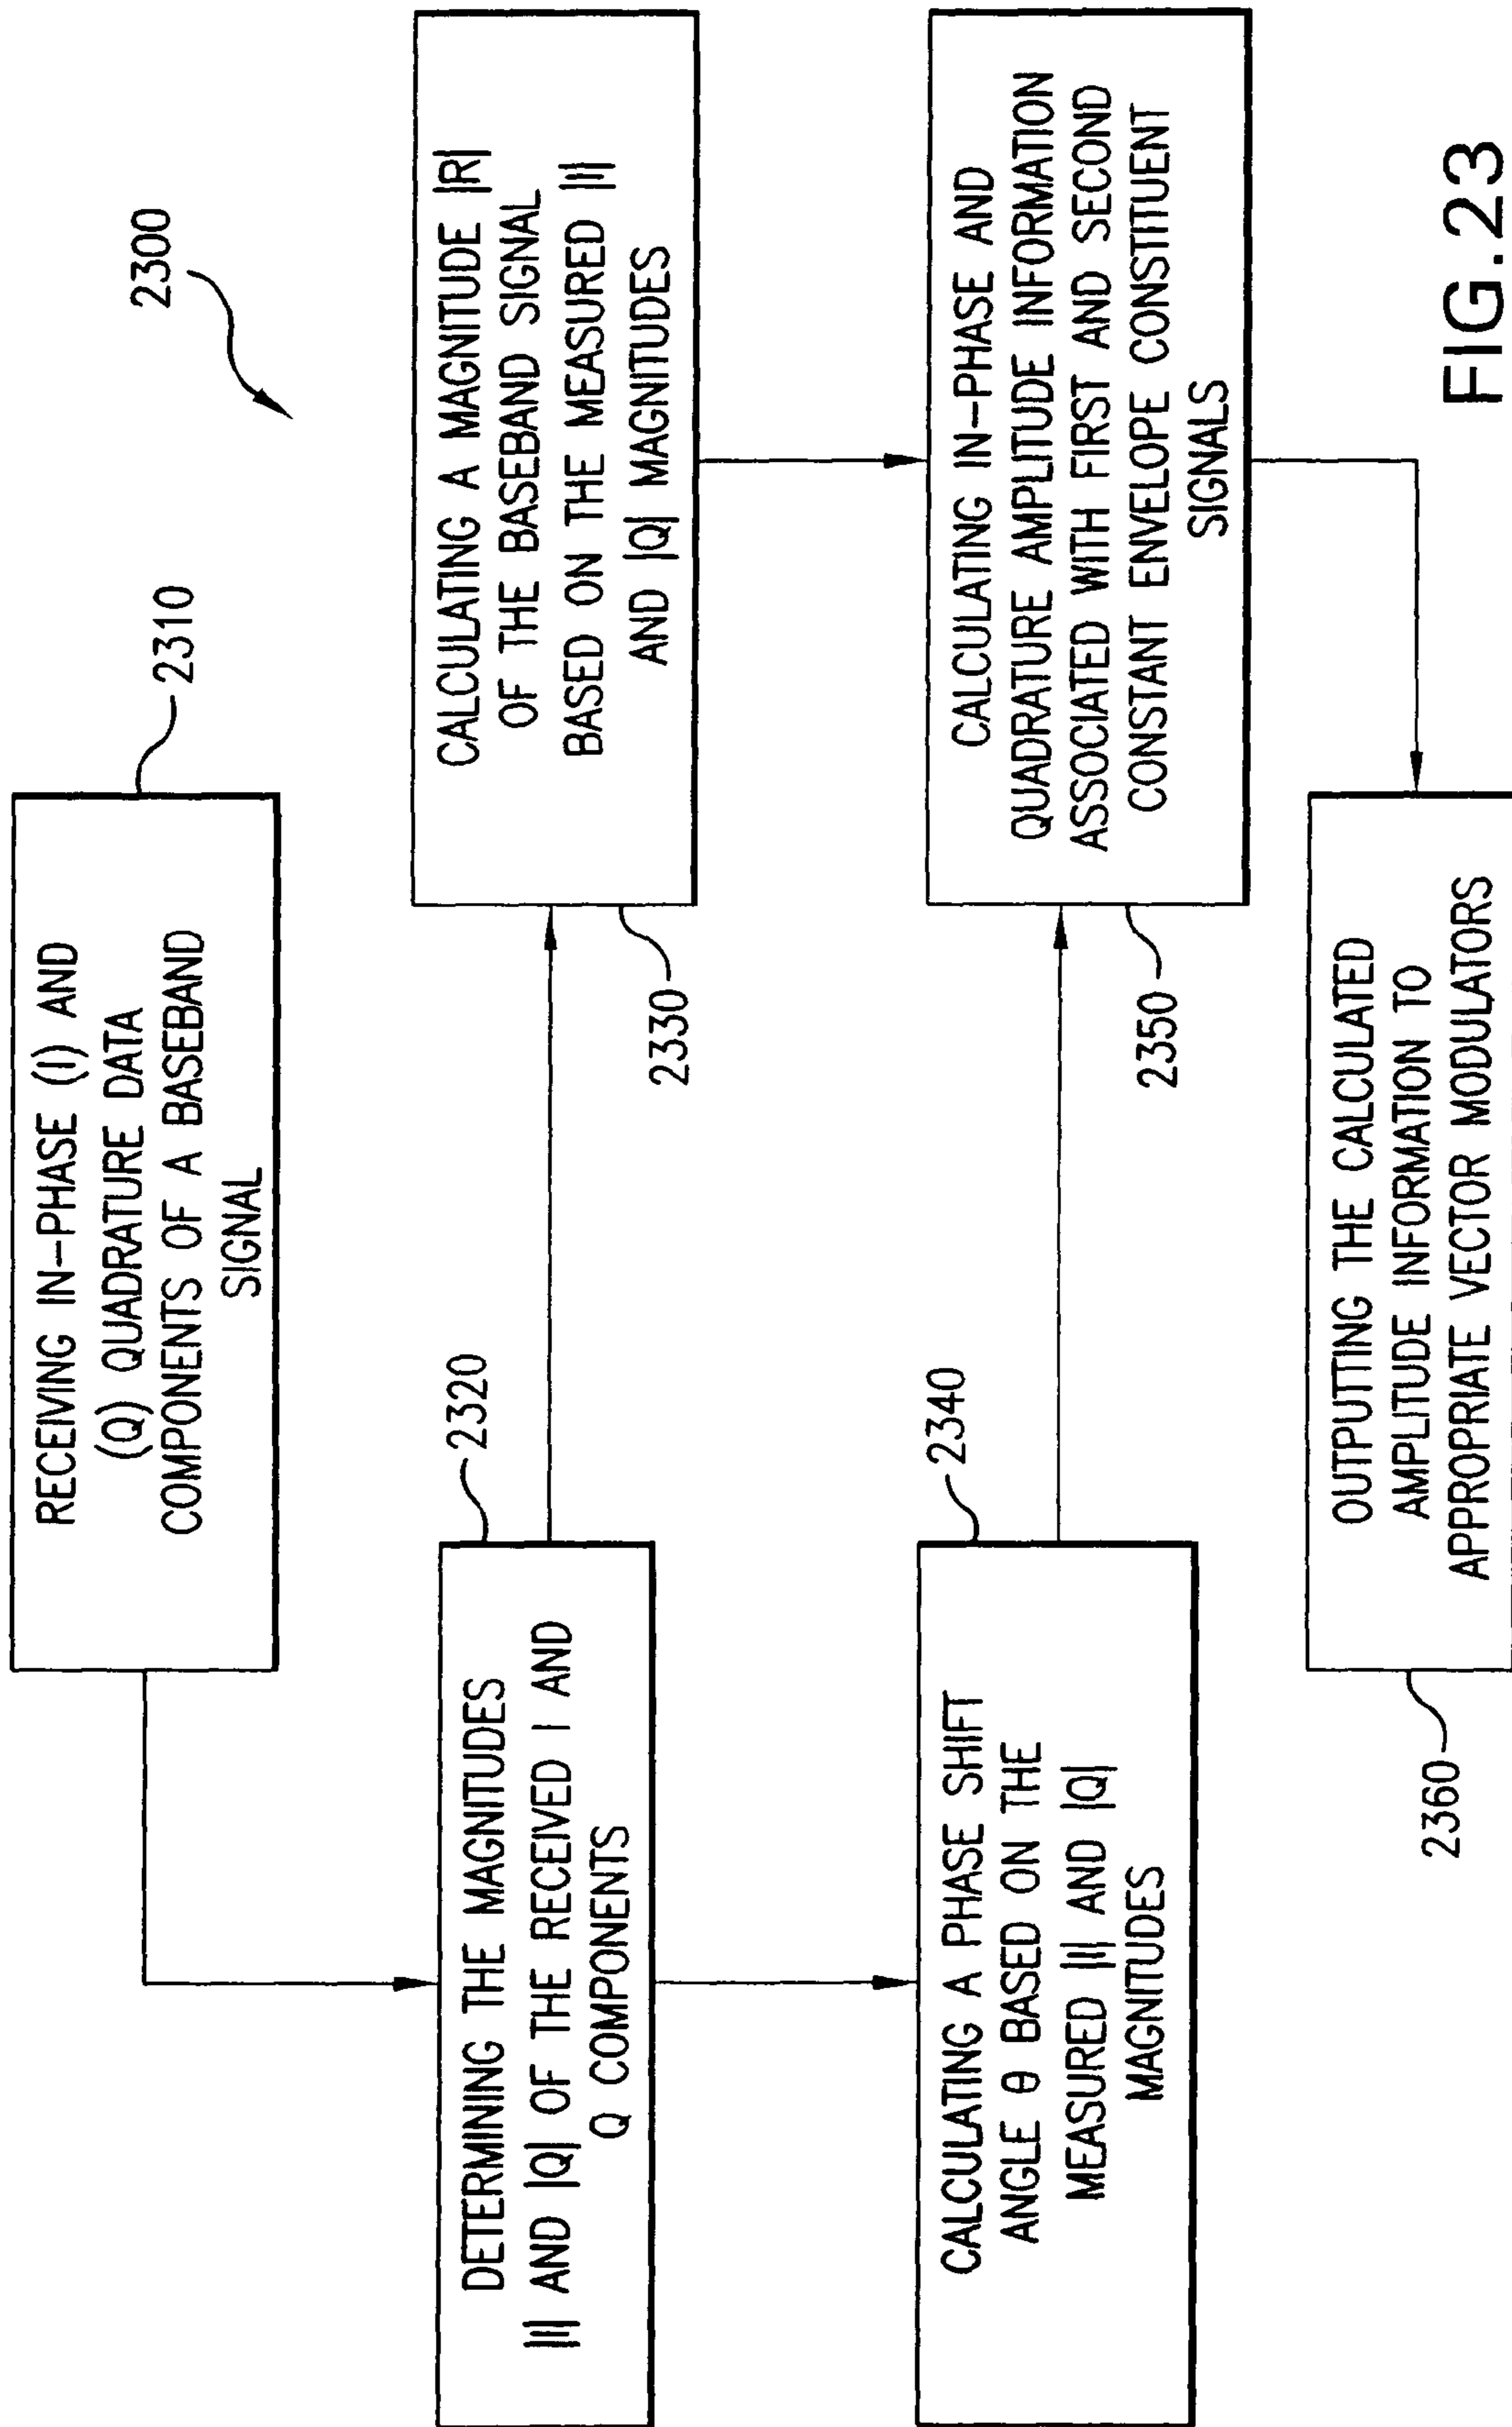 2300
RECEIVING IN-PHASE (I) AND
(Q) QUADRATURE DATA
COMPONENTS OF A BASEBAND
SIGNAL
2310
DETERMINING THE MAGNITUDES
|I| AND |Q| OF THE RECEIVED I AND
Q COMPONENTS
2320
CALCULATING A MAGNITUDE |R|
OF THE BASEBAND SIGNAL
BASED ON THE MEASURED |I|
AND |Q| MAGNITUDES
2330
CALCULATING A PHASE SHIFT
ANGLE θ BASED ON THE
MEASURED |I| AND |Q|
MAGNITUDES
2340
CALCULATING IN-PHASE AND
QUADRATURE AMPLITUDE INFORMATION
ASSOCIATED WITH FIRST AND SECOND
CONSTANT ENVELOPE CONSTITUENT
SIGNALS
2350
OUTPUTTING THE CALCULATED
AMPLITUDE INFORMATION TO
APPROPRIATE VECTOR MODULATORS
2360
FIG.23